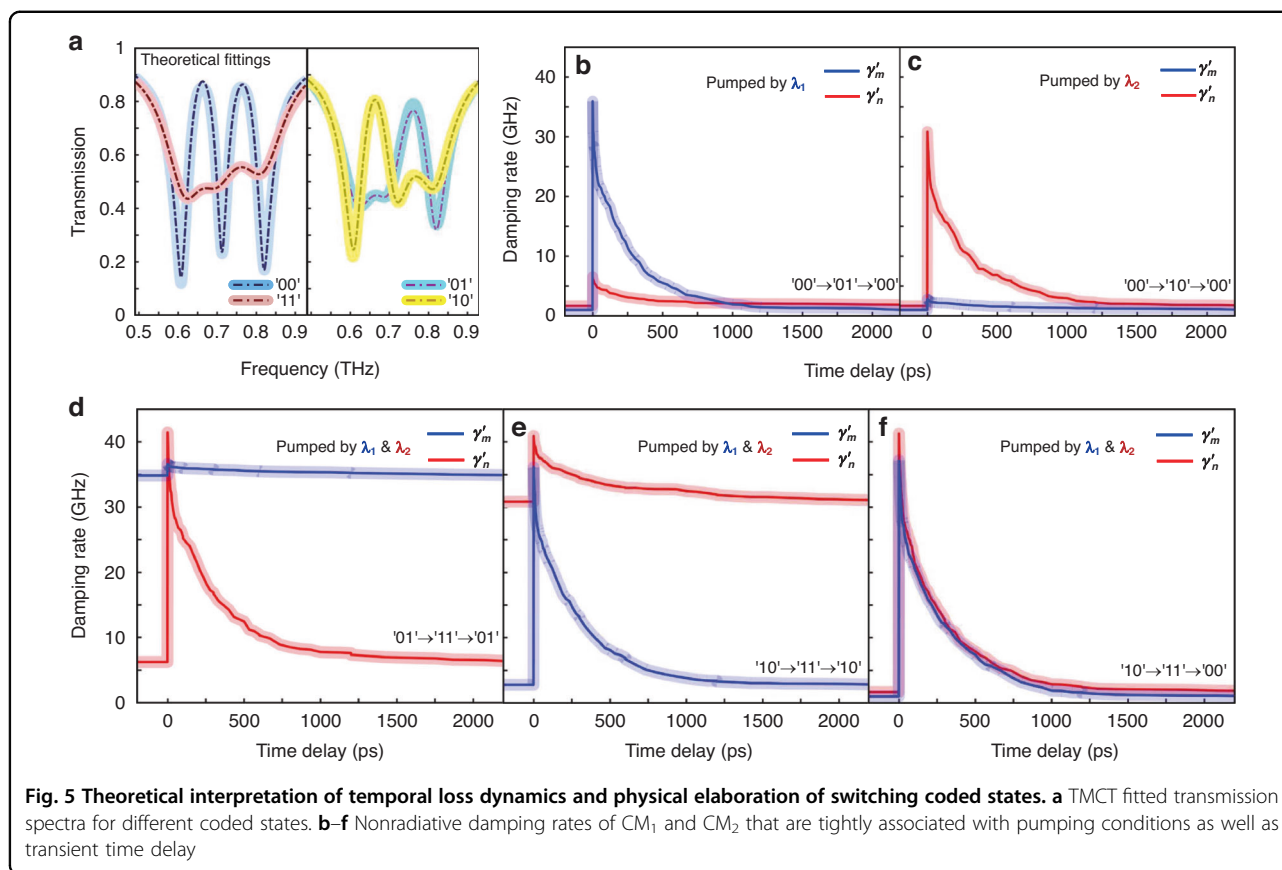 a
Theoretical fittings
Transmission
1
0.8
0.6
0.4
0.2
0
'00'
'11'
'01'
'10'
0.5 0.6 0.7 0.8 0.9 0.6 0.7 0.8 0.9
Frequency (THz)
b
Pumped by λ1
γ′m
γ′n
Damping rate (GHz)
40
30
20
10
0
'00'→'01'→'00'
0 250 500 750 1000 1250 1500 1750 2000
c
Pumped by λ2
γ′m
γ′n
'00'→'10'→'00'
0 250 500 750 1000 1250 1500 1750 2000
Time delay (ps)
d
Pumped by λ1 & λ2
γ′m
γ′n
Damping rate (GHz)
40
30
20
10
0
'01'→'11'→'01'
0 500 1000 1500 2000
Time delay (ps)
e
Pumped by λ1 & λ2
γ′m
γ′n
'10'→'11'→'10'
0 500 1000 1500 2000
Time delay (ps)
f
Pumped by λ1 & λ2
γ′m
γ′n
'10'→'11'→'00'
0 500 1000 1500 2000
Time delay (ps)
Fig. 5 Theoretical interpretation of temporal loss dynamics and physical elaboration of switching coded states. a TMCT fitted transmission
spectra for different coded states. b–f Nonradiative damping rates of CM1 and CM2 that are tightly associated with pumping conditions as well as
transient time delay